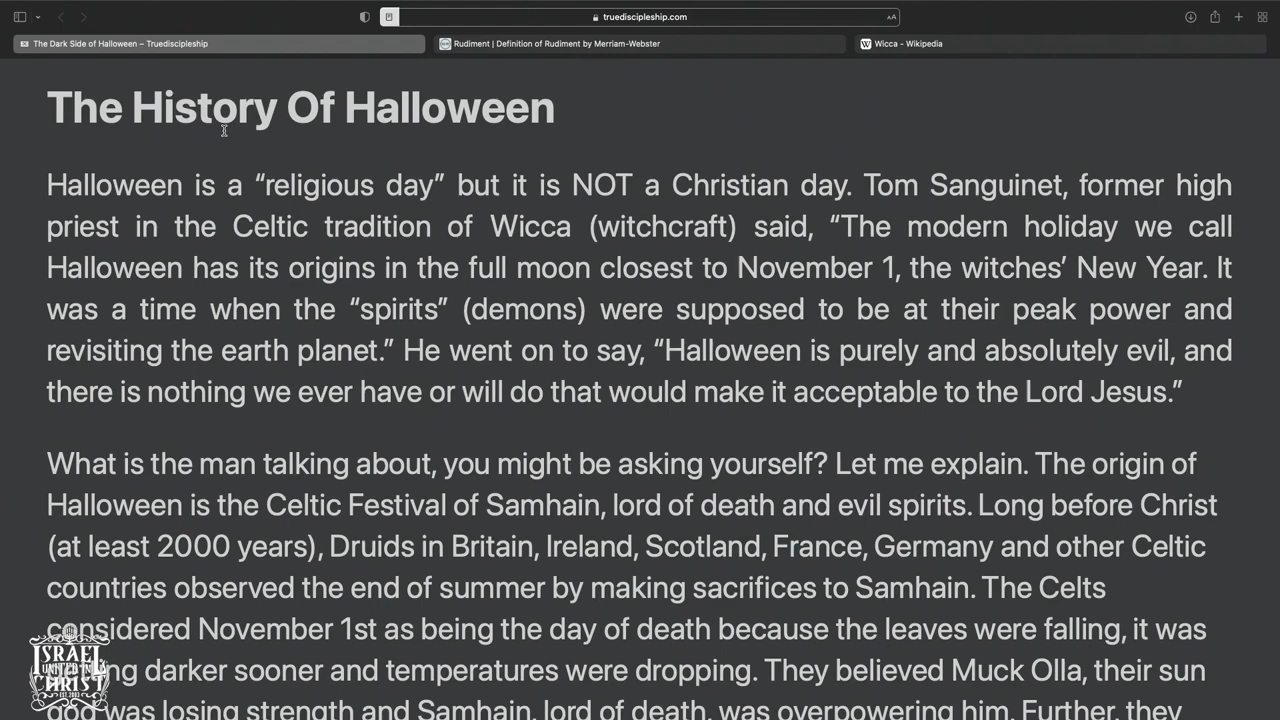 truediscipleship.com
The Dark Side of Halloween – Truediscipleship
Rudiment | Definition of Rudiment by Merriam-Webster
W Wicca - Wikipedia
The History Of Halloween
Halloween is a “religious day” but it is NOT a Christian day. Tom Sanguinet, former high
priest in the Celtic tradition of Wicca (witchcraft) said, “The modern holiday we call
Halloween has its origins in the full moon closest to November 1, the witches’ New Year. It
was a time when the “spirits” (demons) were supposed to be at their peak power and
revisiting the earth planet.” He went on to say, “Halloween is purely and absolutely evil, and
there is nothing we ever have or will do that would make it acceptable to the Lord Jesus.”
What is the man talking about, you might be asking yourself? Let me explain. The origin of
Halloween is the Celtic Festival of Samhain, lord of death and evil spirits. Long before Christ
(at least 2000 years), Druids in Britain, Ireland, Scotland, France, Germany and other Celtic
countries observed the end of summer by making sacrifices to Samhain. The Celts
considered November 1st as being the day of death because the leaves were falling, it was
darker sooner and temperatures were dropping. They believed Muck Olla, their sun
god was losing strength and Samhain, lord of death, was overpowering him. Further, they
ISRAEL
UNITED IN
CHRIST
EST. 2003